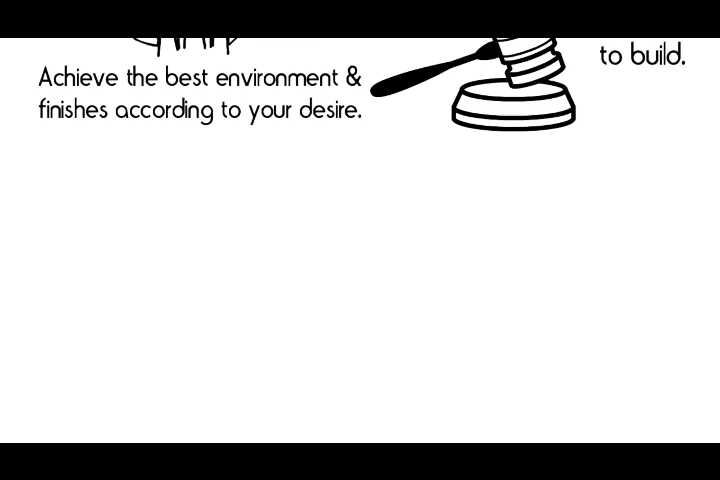 to build.
Achieve the best environment &
finishes according to your desire.